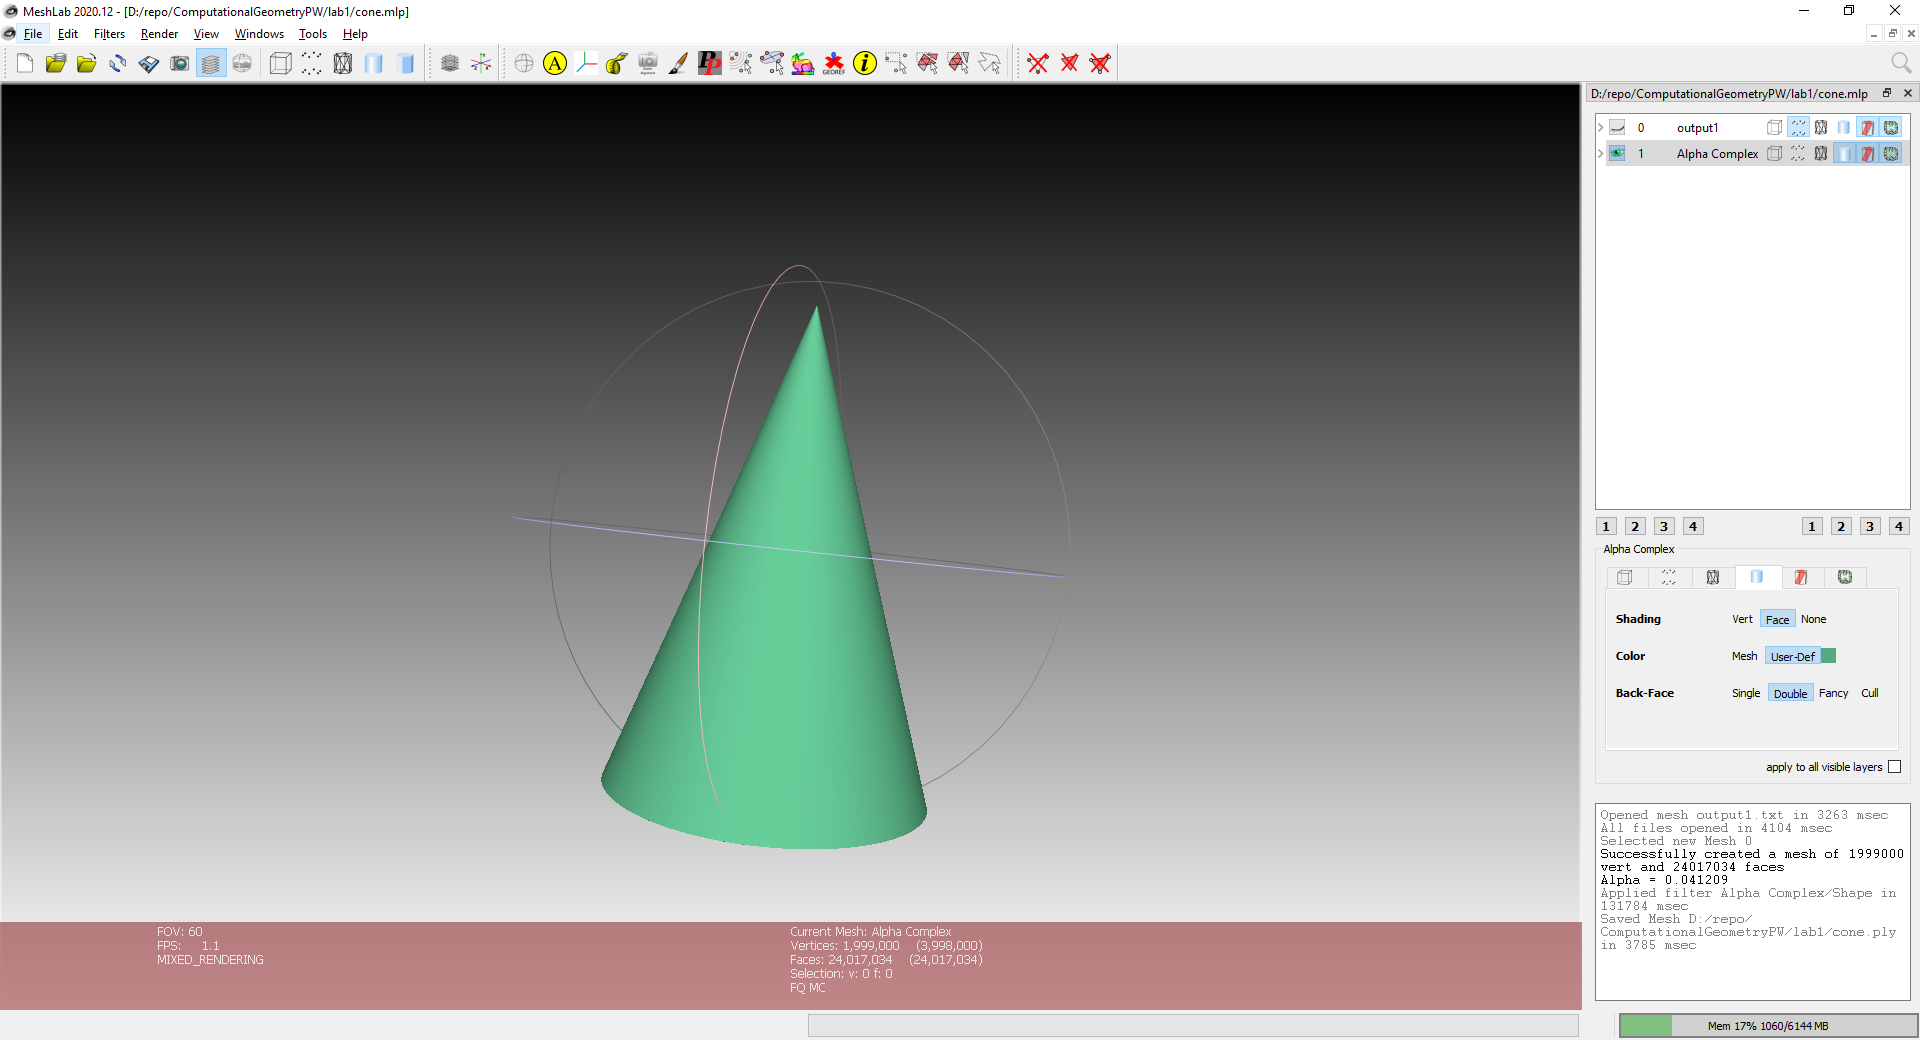 MeshLab 2020.12 - [D:/repo/ComputationalGeometryPW/lab1/cone.mlp]
File Edit Filters Render View Windows Tools Help
A PP GEOREF i
D:/repo/ComputationalGeometryPW/lab1/cone.mlp
0 output1
1 Alpha Complex
1 2 3 4 1 2 3 4
Alpha Complex
Shading Vert Face None
Color Mesh User-Def
Back-Face Single Double Fancy Cull
apply to all visible layers
Opened mesh output1.txt in 3263 msec
All files opened in 4104 msec
Selected new Mesh 0
Successfully created a mesh of 1999000
vert and 24017034 faces
Alpha = 0.041209
Applied filter Alpha Complex/Shape in
131784 msec
Saved Mesh D:/repo/
ComputationalGeometryPW/lab1/cone.ply
in 3785 msec
FOV: 60
FPS: 1.1
MIXED_RENDERING
Current Mesh: Alpha Complex
Vertices: 1,999,000 (3,998,000)
Faces: 24,017,034 (24,017,034)
Selection: v: 0 f: 0
FQ MC
Mem 17% 1060/6144 MB